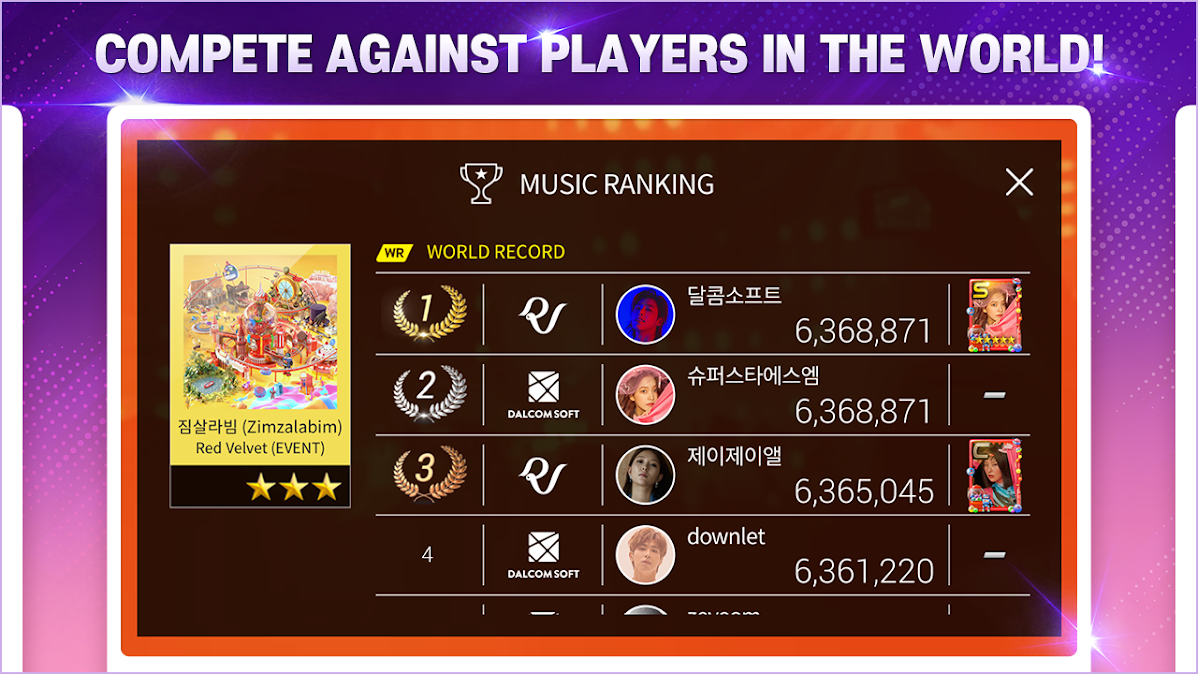 COMPETE AGAINST PLAYERS IN THE WORLD!
MUSIC RANKING
WR WORLD RECORD
짐살라빔 (Zimzalabim)
Red Velvet (EVENT)
1
RV
달콤소프트
6,368,871
S
2
DALCOM SOFT
슈퍼스타에스엠
6,368,871
3
RV
제이제이앨
6,365,045
C
4
DALCOM SOFT
downlet
6,361,220